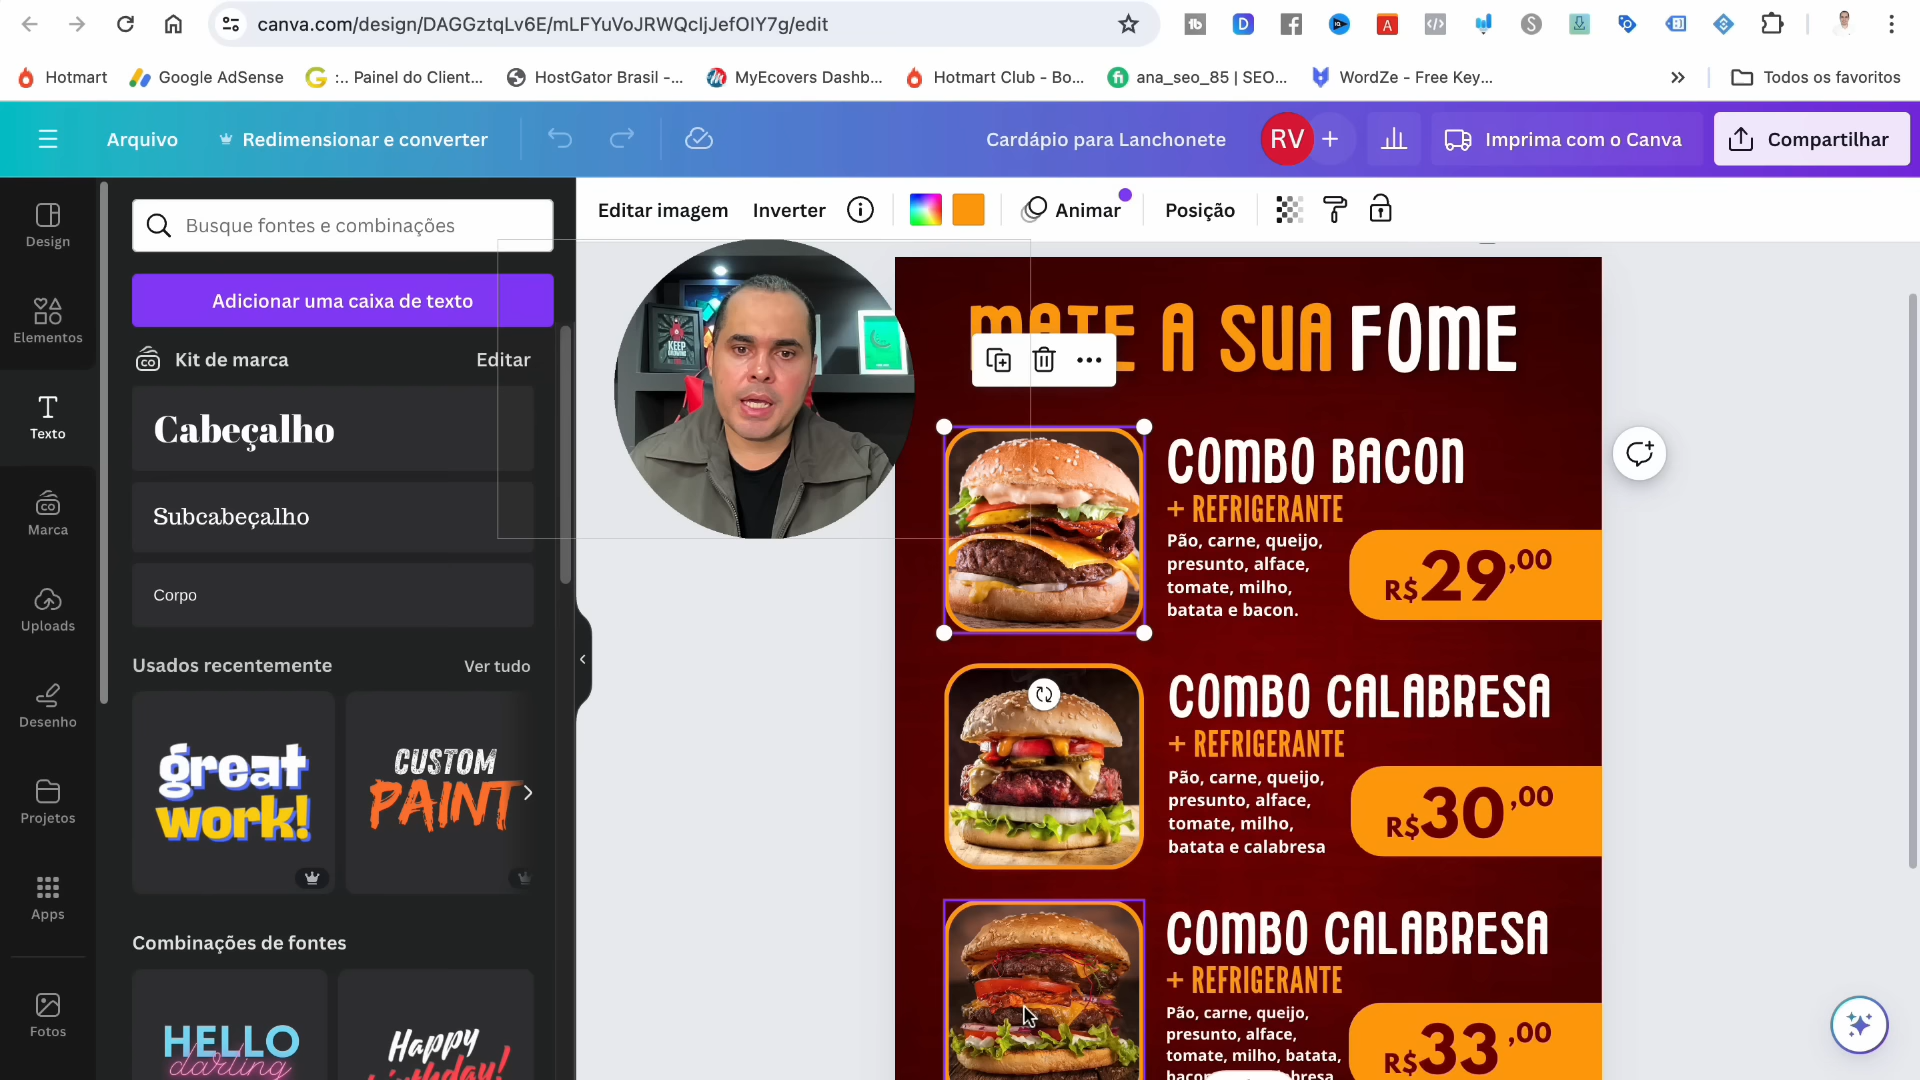 canva.com/design/DAGGztqLv6E/mLFYuVoJRWQcljJefOlY7g/edit
Hotmart
Google AdSense
:.. Painel do Client...
HostGator Brasil -...
MyEcovers Dashb...
Hotmart Club - Bo...
ana_seo_85 | SEO...
WordZe - Free Key...
Todos os favoritos
Arquivo
Redimensionar e converter
Cardápio para Lanchonete
RV
Imprima com o Canva
Compartilhar
Editar imagem
Inverter
Animar
Posição
Design
Elementos
Texto
Marca
Uploads
Desenho
Projetos
Apps
Fotos
Busque fontes e combinações
Adicionar uma caixa de texto
Kit de marca
Editar
Cabeçalho
Subcabeçalho
Corpo
Usados recentemente
Ver tudo
great
work!
CUSTOM
PAINT
Combinações de fontes
HELLO
darling
Happy
birthday!
KEEP
MATE A SUA FOME
COMBO BACON
+ REFRIGERANTE
Pão, carne, queijo,
presunto, alface,
tomate, milho,
batata e bacon.
R$29,00
COMBO CALABRESA
+ REFRIGERANTE
Pão, carne, queijo,
presunto, alface,
tomate, milho,
batata e calabresa
R$30,00
COMBO CALABRESA
+ REFRIGERANTE
Pão, carne, queijo,
presunto, alface,
tomate, milho, batata,
R$33,00